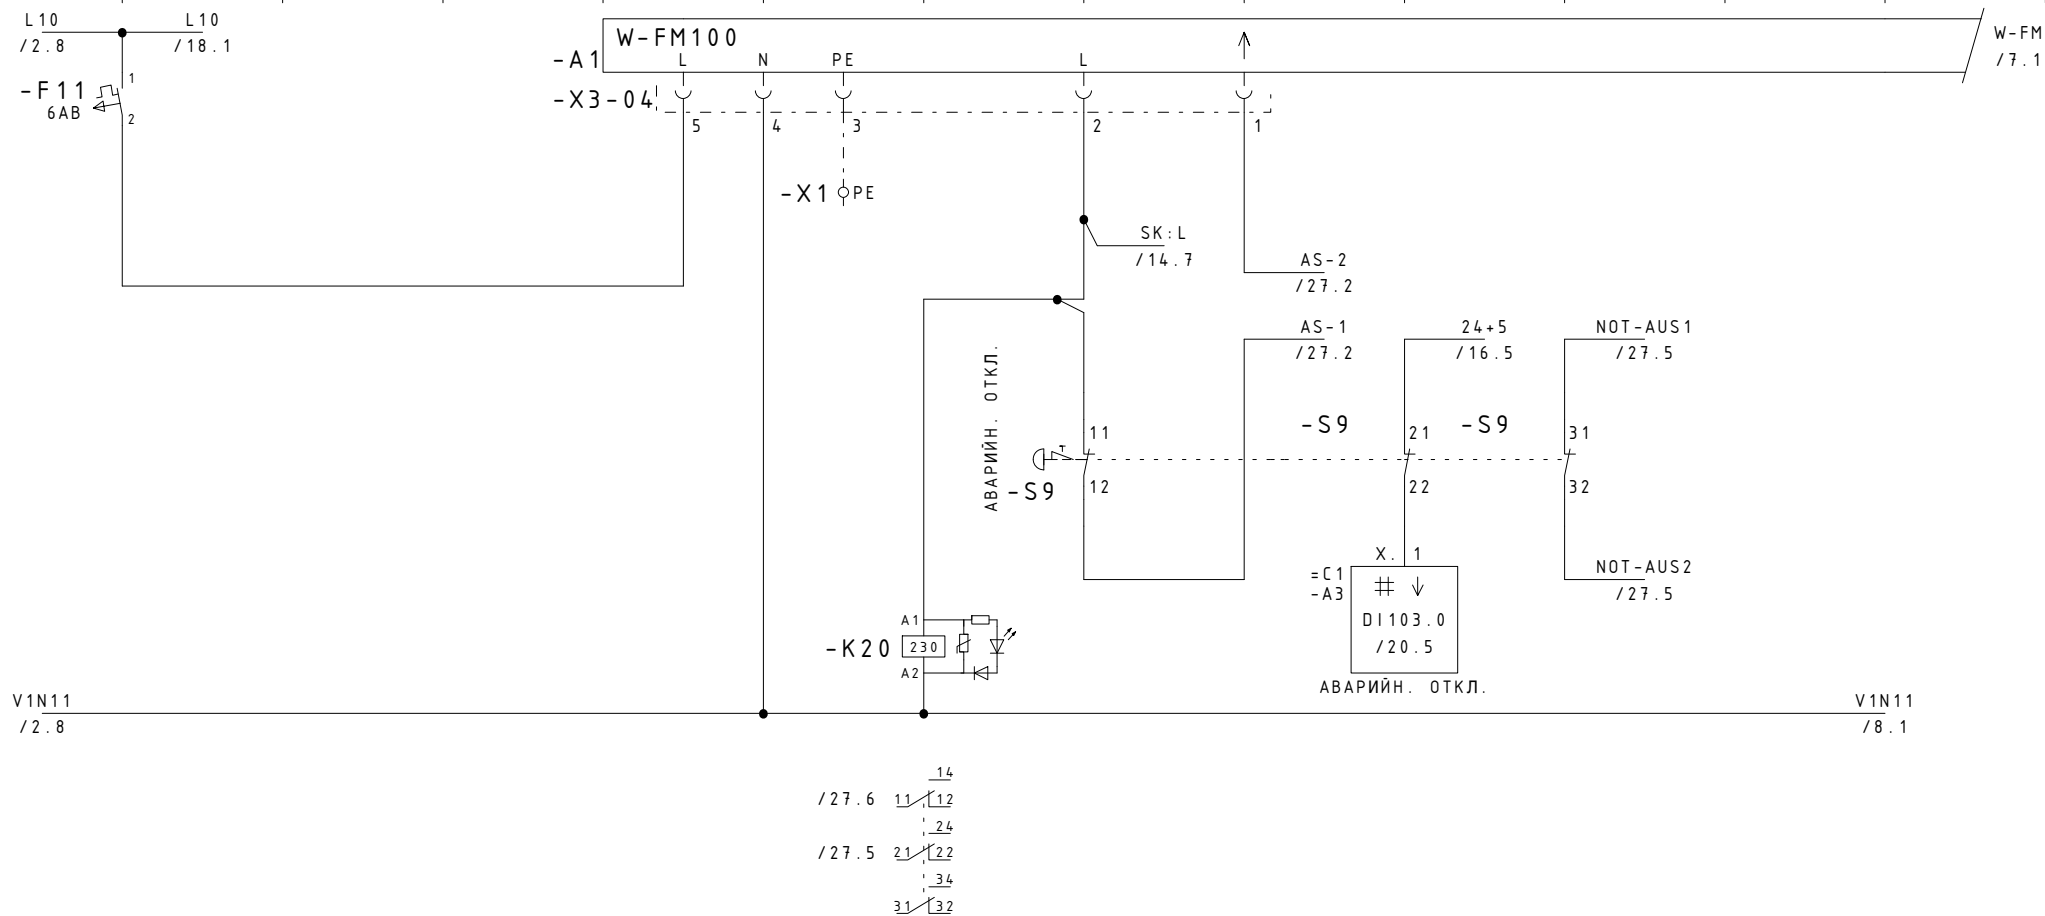 L10
L10
/2.8
/18.1
W-FM100
W-FM
-A1
L
N
PE
L
/7.1
1
-F11
6AB
-X3-04
2
5
4
3
2
1
-X1
PE
SK:L
/14.7
AS-2
/27.2
AS-1
/27.2
24+5
/16.5
NOT-AUS1
/27.5
АВАРИЙН. ОТКЛ.
-S9
-S9
11
21
31
T
-S9
12
22
32
X. 1
=C1
-A3
NOT-AUS2
/27.5
DI103.0
/20.5
A1
-K20
230
A2
АВАРИЙН. ОТКЛ.
V1N11
/2.8
V1N11
/8.1
14
/27.6
11
12
24
/27.5
21
22
34
31
32